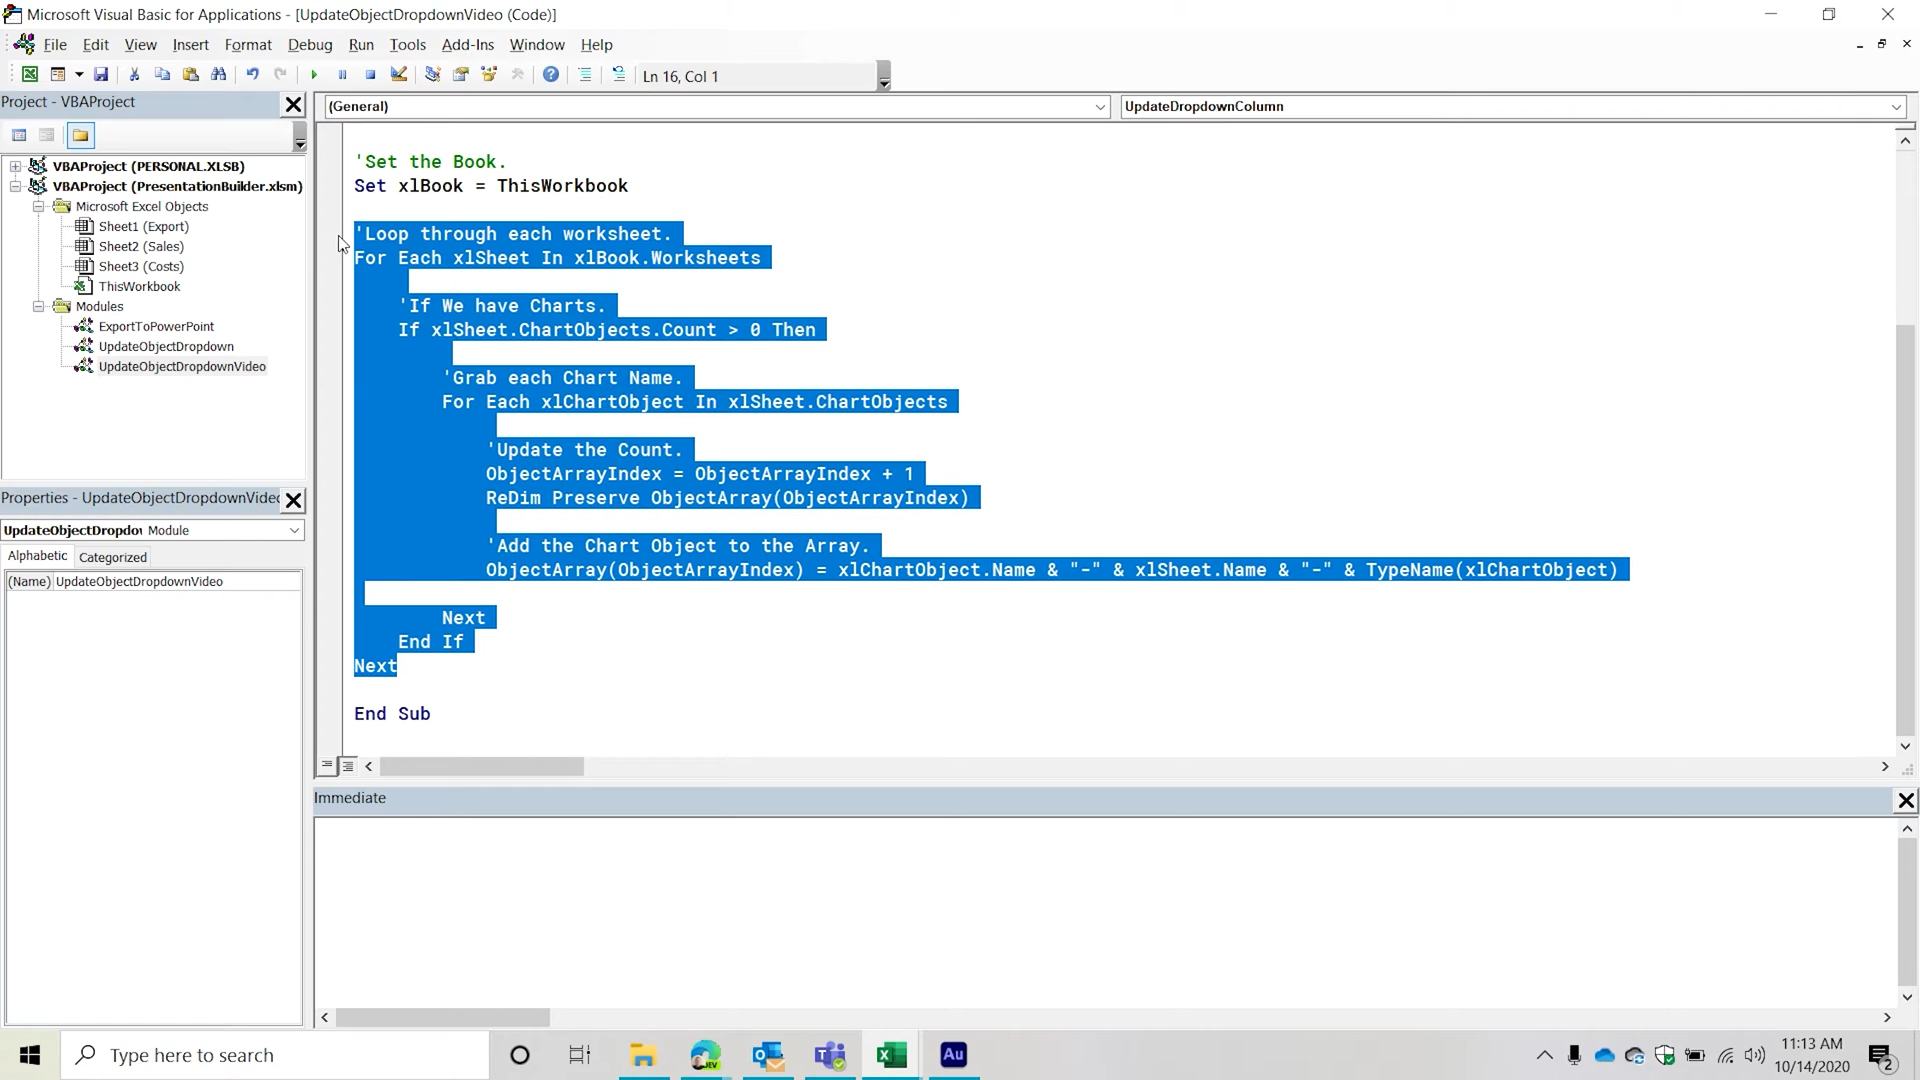 Microsoft Visual Basic for Applications - [UpdateObjectDropdownVideo (Code)]
File Edit View Insert Format Debug Run Tools Add-Ins Window Help
Ln 16, Col 1
Project - VBAProject
(General) UpdateDropdownColumn
VBAProject (PERSONAL.XLSB)
VBAProject (PresentationBuilder.xlsm)
Microsoft Excel Objects
Sheet1 (Export)
Sheet2 (Sales)
Sheet3 (Costs)
ThisWorkbook
Modules
ExportToPowerPoint
UpdateObjectDropdown
UpdateObjectDropdownVideo
Properties - UpdateObjectDropdownVideo
UpdateObjectDropdov Module
Alphabetic Categorized
(Name) UpdateObjectDropdownVideo
'Set the Book.
Set xlBook = ThisWorkbook
'Loop through each worksheet.
For Each xlSheet In xlBook.Worksheets
'If We have Charts.
If xlSheet.ChartObjects.Count > 0 Then
'Grab each Chart Name.
For Each xlChartObject In xlSheet.ChartObjects
'Update the Count.
ObjectArrayIndex = ObjectArrayIndex + 1
ReDim Preserve ObjectArray(ObjectArrayIndex)
'Add the Chart Object to the Array.
ObjectArray(ObjectArrayIndex) = xlChartObject.Name & "-" & xlSheet.Name & "-" & TypeName(xlChartObject)
Next
End If
Next
End Sub
Immediate
Type here to search
JEV
Au
11:13 AM
10/14/2020
2